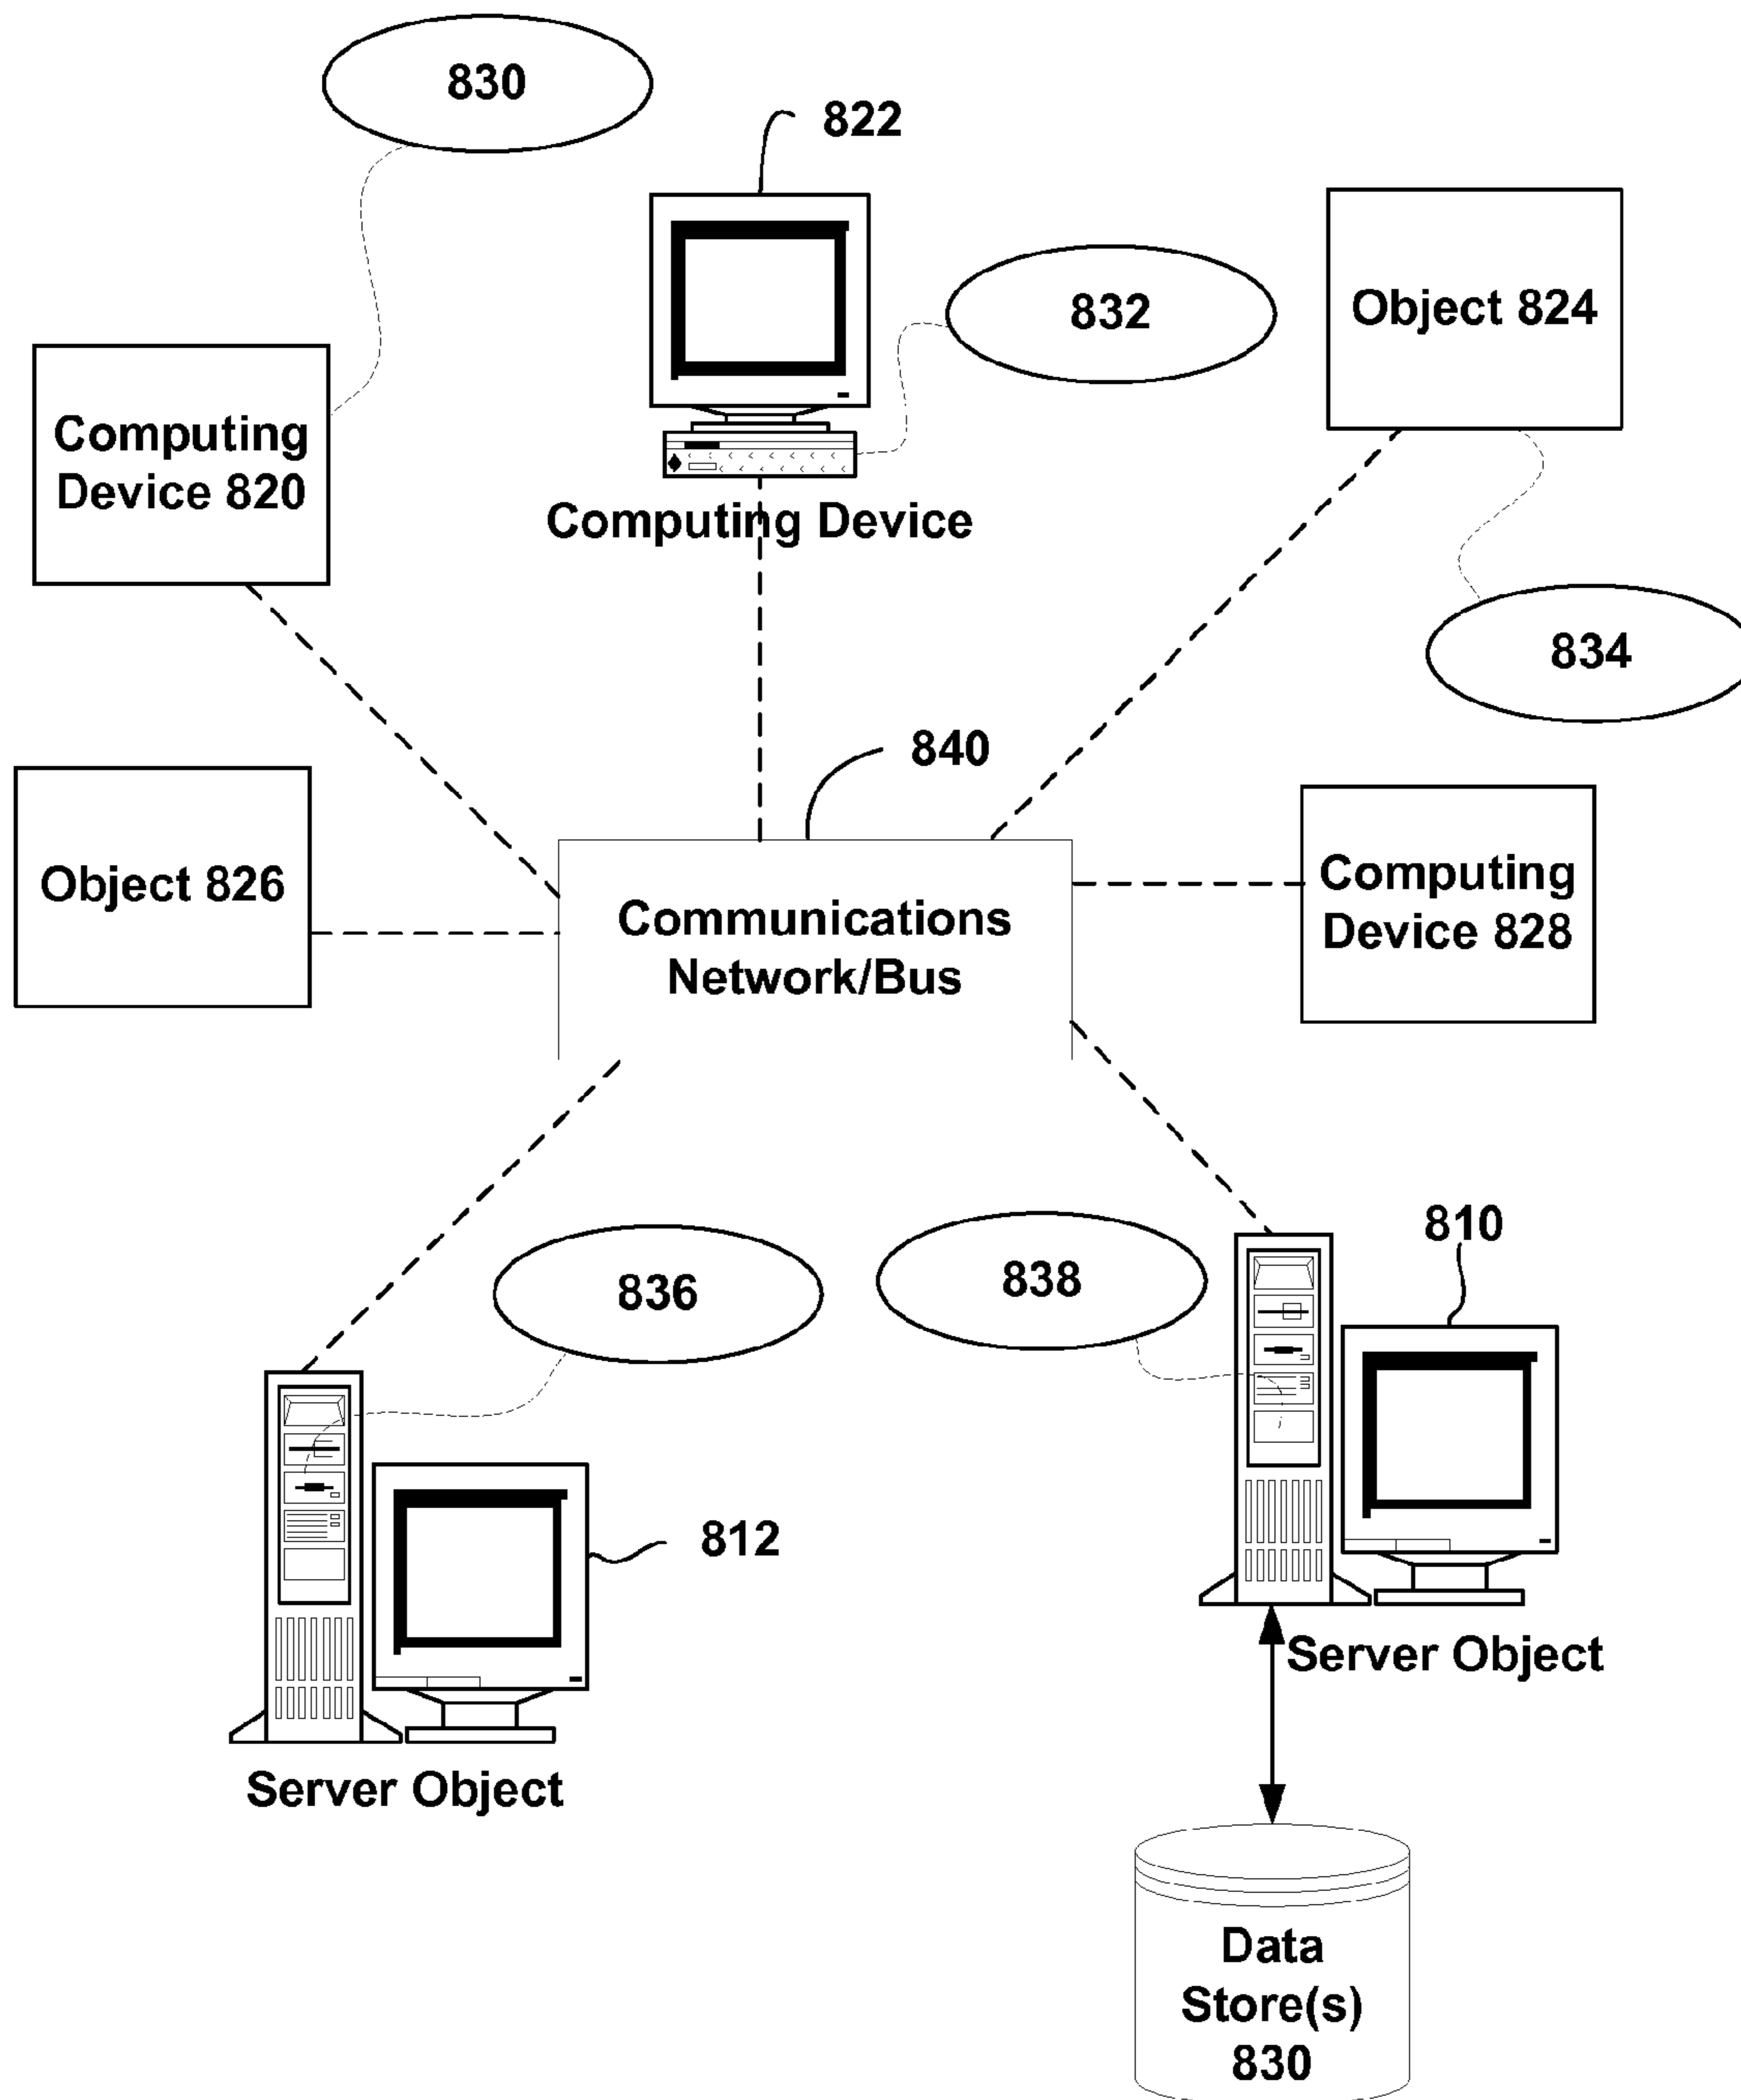 830
822
832
Object 824
Computing
Device 820
Computing Device
834
840
Object 826
Communications
Network/Bus
Computing
Device 828
836
838
810
812
Server Object
Server Object
Data
Store(s)
830